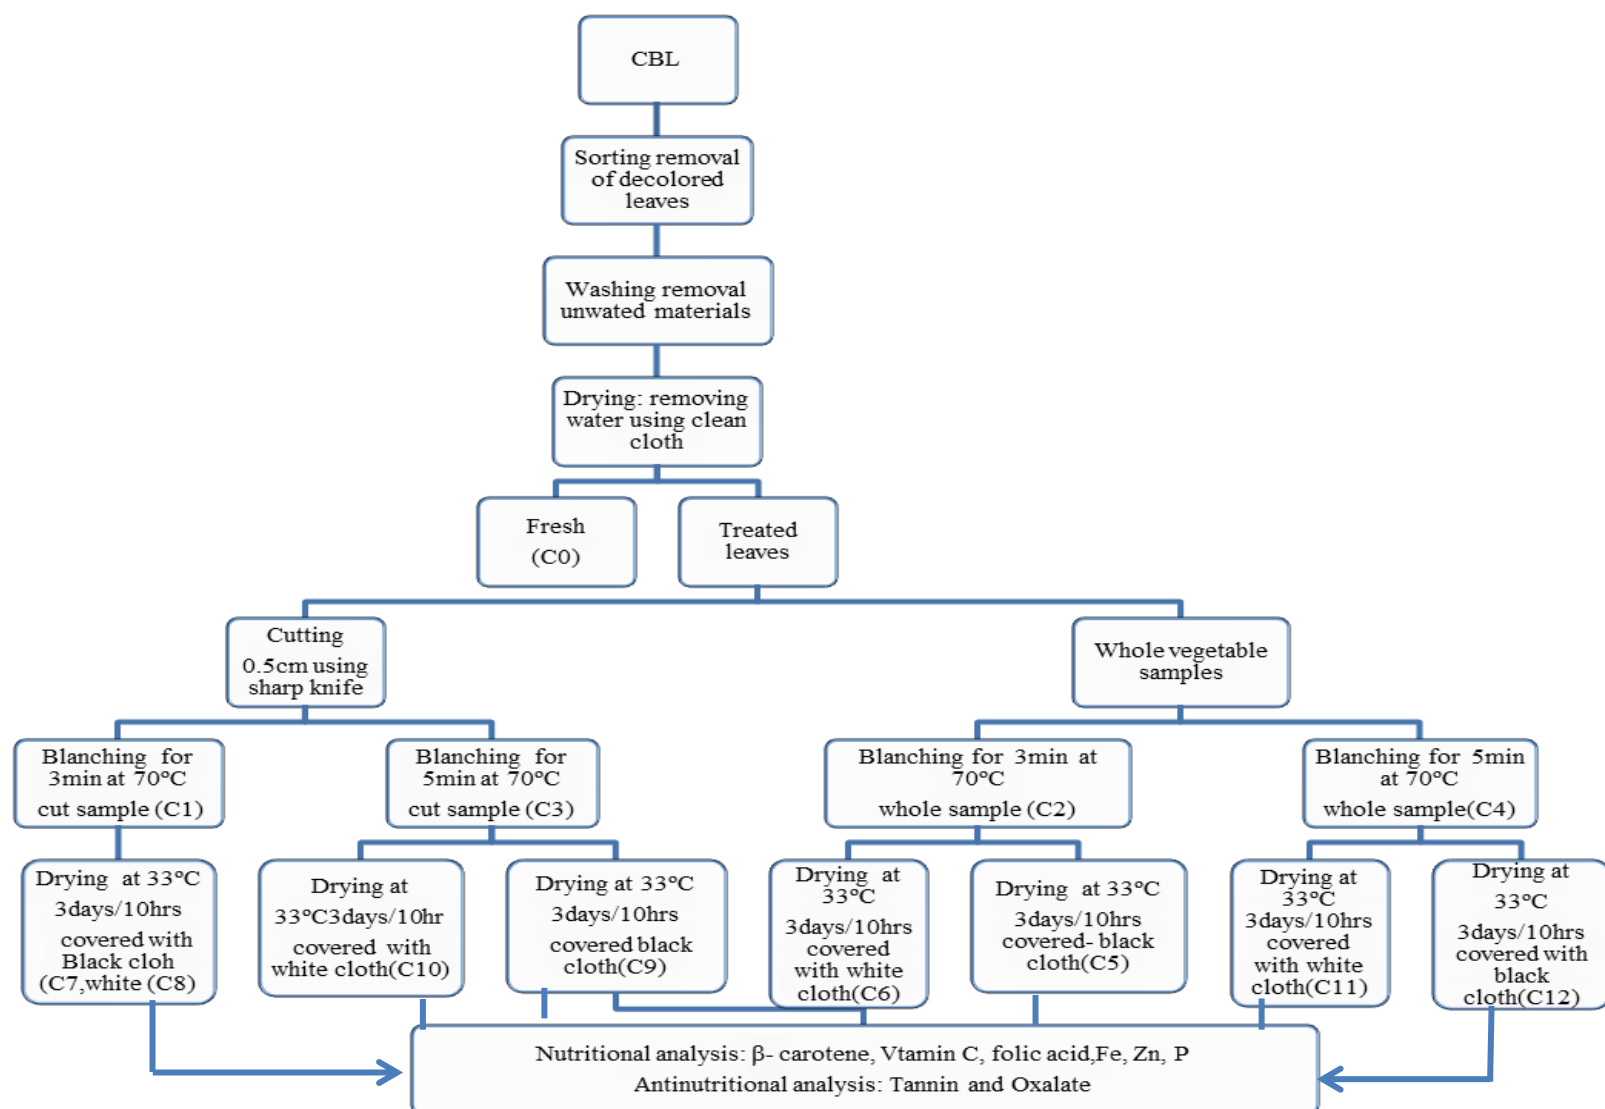 CBL
Sorting removal
of decolored
leaves
Washing removal
unwated materials
Drying: removing
water using clean
cloth
Fresh
(C0)
Treated
leaves
Cutting
0.5cm using
sharp knife
Whole vegetable
samples
Blanching for
3min at 70°C
cut sample (C1)
Blanching for
5min at 70°C
cut sample (C3)
Blanching for 3min at
70°C
whole sample (C2)
Blanching for 5min
at 70°C
whole sample(C4)
Drying at 33°C
3days/10hrs
covered with
Black cloh
(C7,white (C8)
Drying at
33°C3days/10hr
covered with
white cloth(C10)
Drying at 33°C
3days/10hrs
covered black
cloth(C9)
Drying at
33°C
3days/10hrs
covered
with white
cloth(C6)
Drying at 33°C
3days/10hrs
covered- black
cloth(C5)
Drying at
33°C
3days/10hrs
covered
with white
cloth(C11)
Drying at
33°C
3days/10hrs
covered with
black
cloth(C12)
Nutritional analysis: β- carotene, Vtamin C, folic acid,Fe, Zn, P
Antinutritional analysis: Tannin and Oxalate